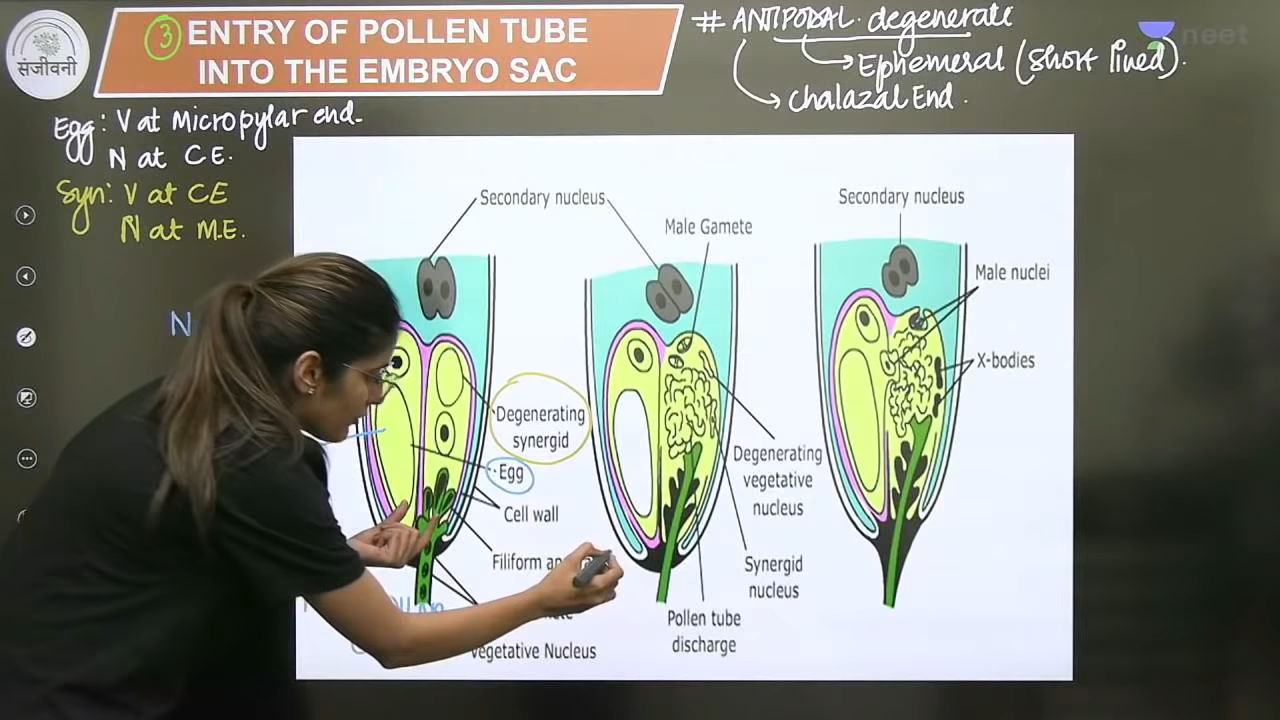 संजीवनी
3 ENTRY OF POLLEN TUBE
INTO THE EMBRYO SAC
# ANTIPODAL. degenerate
Ephemeral (short lived).
Chalazal End.
neet
Egg: V at Micropylar end.
N at C.E.
Syn: V at CE
N at M.E.
N
Secondary nucleus
Male Gamete
Secondary nucleus
Male nuclei
X-bodies
Degenerating
synergid
Egg
Cell wall
Filiform
Vegetative Nucleus
Degenerating
vegetative
nucleus
Synergid
nucleus
Pollen tube
discharge